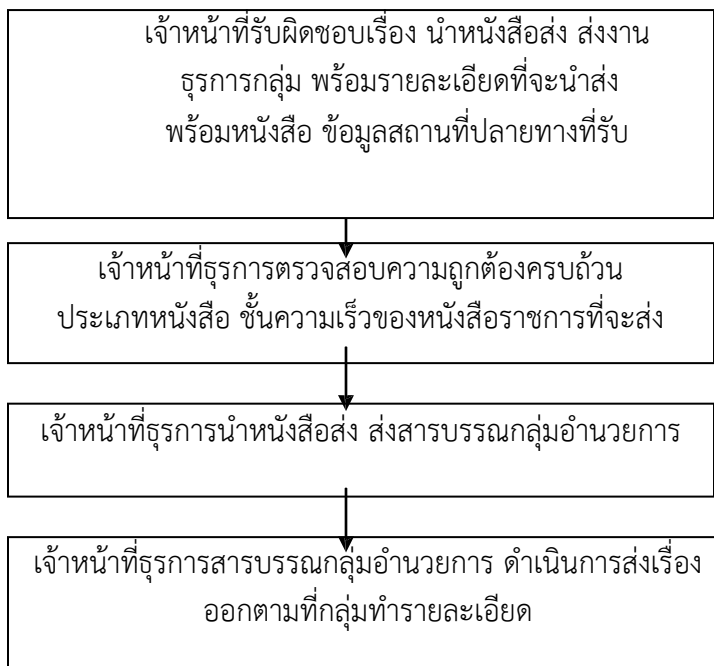 เจ้าหน้าที่รับผิดชอบเรื่อง นำหนังสือส่ง ส่งงาน
ธุรการกลุ่ม พร้อมรายละเอียดที่จะนำส่ง
พร้อมหนังสือ ข้อมูลสถานที่ปลายทางที่รับ
เจ้าหน้าที่ธุรการตรวจสอบความถูกต้องครบถ้วน
ประเภทหนังสือ ชั้นความเร็วของหนังสือราชการที่จะส่ง
เจ้าหน้าที่ธุรการนำหนังสือส่ง ส่งสารบรรณกลุ่มอำนวยการ
เจ้าหน้าที่ธุรการสารบรรณกลุ่มอำนวยการ ดำเนินการส่งเรื่อง
ออกตามที่กลุ่มทำรายละเอียด